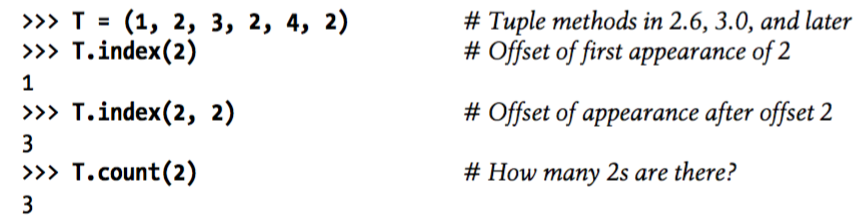 >>> T = (1, 2, 3, 2, 4, 2) # Tuple methods in 2.6, 3.0, and later
>>> T.index(2) # Offset of first appearance of 2
1
>>> T.index(2, 2) # Offset of appearance after offset 2
3
>>> T.count(2) # How many 2s are there?
3